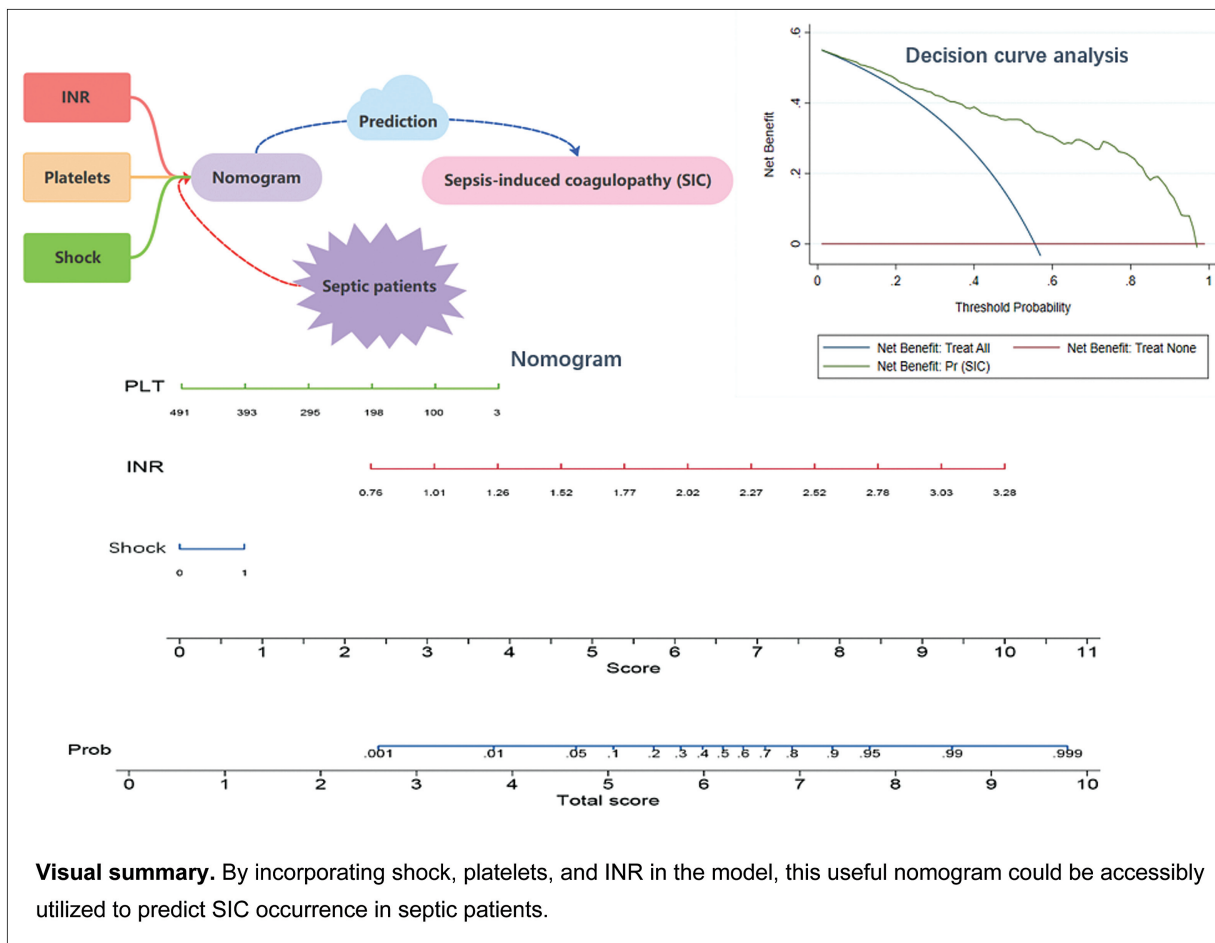 INR
Platelets
Shock
Nomogram
Prediction
Sepsis-induced coagulopathy (SIC)
Septic patients
Decision curve analysis
Net Benefit
.6
.4
.2
0
0 .2 .4 .6 .8 1
Threshold Probability
Net Benefit: Treat All Net Benefit: Treat None
Net Benefit: Pr (SIC)
Nomogram
PLT
491 393 295 198 100 3
INR
0.76 1.01 1.26 1.52 1.77 2.02 2.27 2.52 2.78 3.03 3.28
Shock
0 1
0 1 2 3 4 5 6 7 8 9 10 11
Score
Prob
.001 .01 .05 .1 .2 .3 .4 .5 .6 .7 .8 .9 .95 .99 .999
0 1 2 3 4 5 6 7 8 9 10
Total score
Visual summary. By incorporating shock, platelets, and INR in the model, this useful nomogram could be accessibly
utilized to predict SIC occurrence in septic patients.